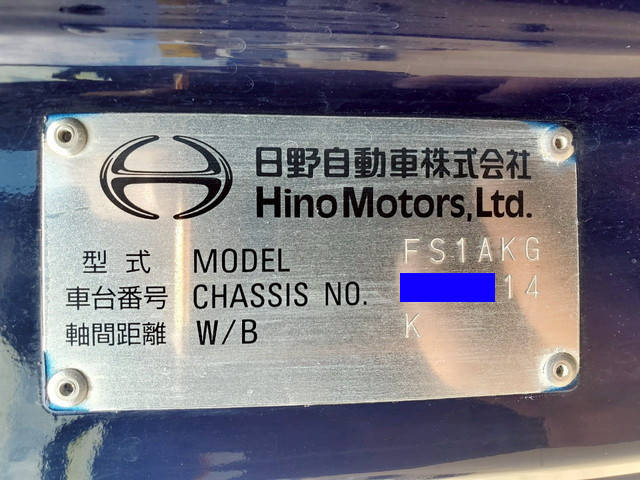 日野自動車株式会社
Hino Motors,Ltd.
型式 MODEL FS1AKG
車台番号 CHASSIS NO. 14
軸間距離 W/B K